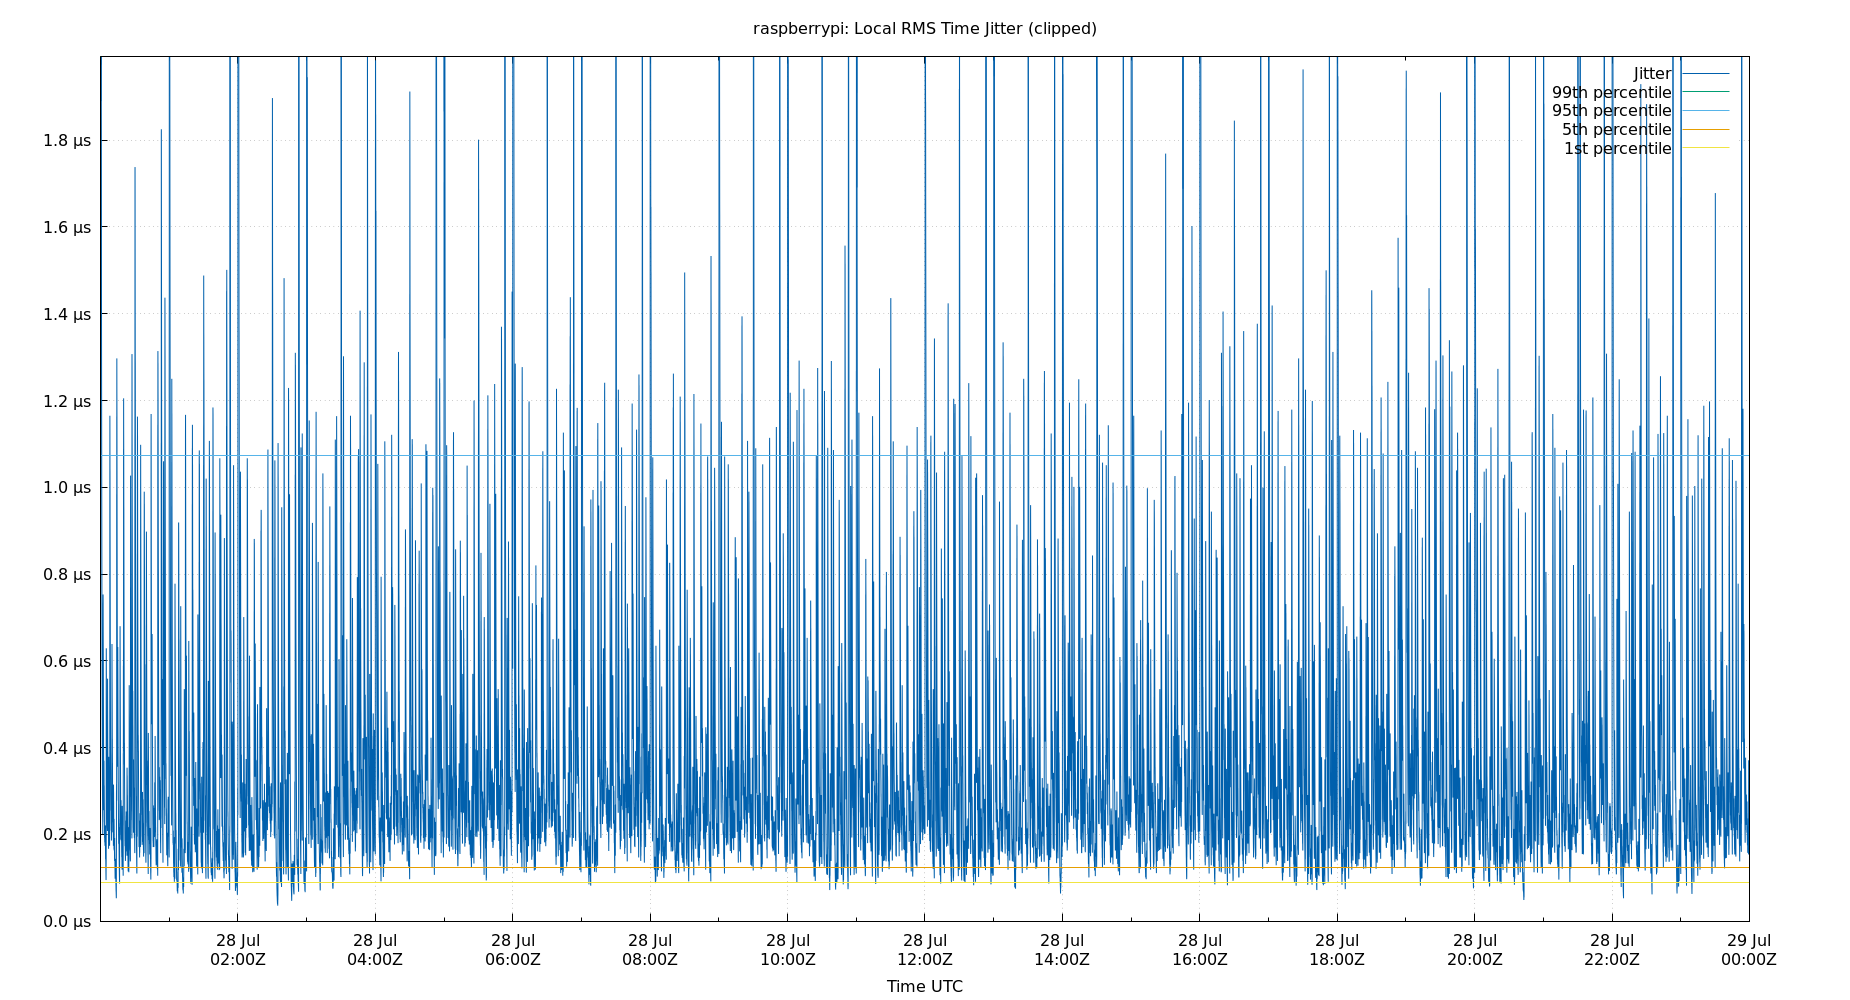 raspberrypi: Local RMS Time Jitter (clipped)
Jitter
99th percentile
95th percentile
5th percentile
1st percentile
1.8 µs
1.6 µs
1.4 µs
1.2 µs
1.0 µs
0.8 µs
0.6 µs
0.4 µs
0.2 µs
0.0 µs
28 Jul 28 Jul 28 Jul 28 Jul 28 Jul 28 Jul 28 Jul 28 Jul 28 Jul 28 Jul 28 Jul 29 Jul
02:00Z 04:00Z 06:00Z 08:00Z 10:00Z 12:00Z 14:00Z 16:00Z 18:00Z 20:00Z 22:00Z 00:00Z
Time UTC